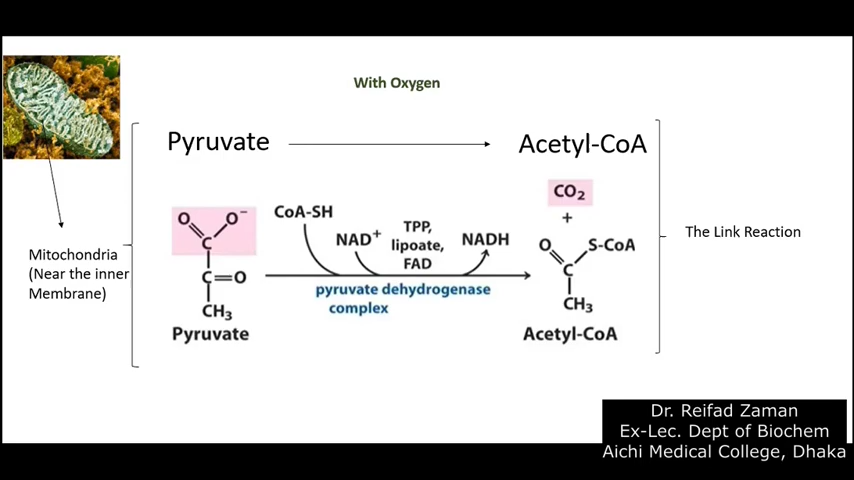 With Oxygen
Pyruvate
Acetyl-CoA
Mitochondria
(Near the inner
Membrane)
O
O⁻
C
C=O
CH₃
Pyruvate
CoA-SH
NAD⁺
TPP,
lipoate,
FAD
NADH
pyruvate dehydrogenase
complex
CO₂
+
O
S-CoA
C
CH₃
Acetyl-CoA
The Link Reaction
Dr. Reifad Zaman
Ex-Lec. Dept of Biochem
Aichi Medical College, Dhaka